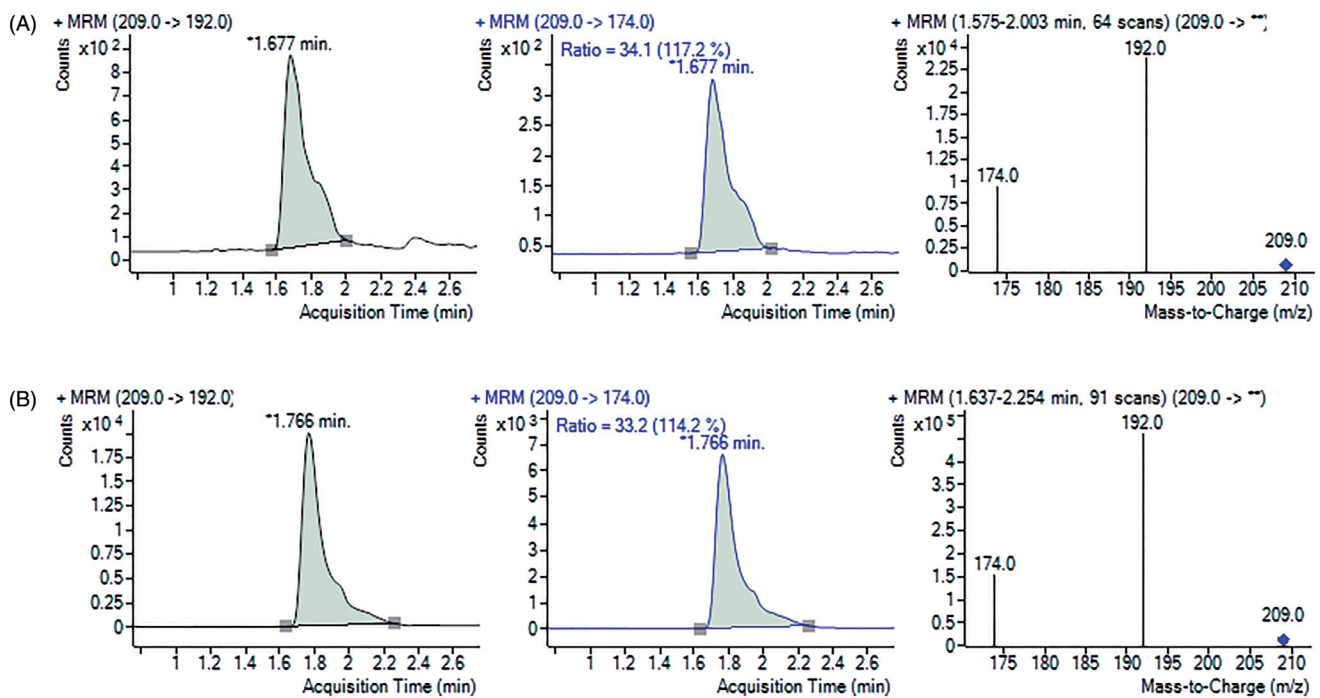 (A)
+ MRM (209.0 -> 192.0)
x10 2
Counts
*1.677 min.
8
7
6
5
4
3
2
1
0
1 1.2 1.4 1.6 1.8 2 2.2 2.4 2.6
Acquisition Time (min)
+ MRM (209.0 -> 174.0)
x10 2
Counts
Ratio = 34.1 (117.2 %)
*1.677 min.
3
2.5
2
1.5
1
0.5
1 1.2 1.4 1.6 1.8 2 2.2 2.4 2.6
Acquisition Time (min)
+ MRM (1.575-2.003 min, 64 scans) (209.0 -> **)
x10 4
Counts
192.0
2.25
2
1.75
1.5
1.25
1
0.75
0.5
0.25
0
174.0
209.0
175 180 185 190 195 200 205 210
Mass-to-Charge (m/z)
(B)
+ MRM (209.0 -> 192.0)
x10 4
Counts
*1.766 min.
1.75
1.5
1.25
1
0.75
0.5
0.25
0
1 1.2 1.4 1.6 1.8 2 2.2 2.4 2.6
Acquisition Time (min)
+ MRM (209.0 -> 174.0)
x10 3
Counts
Ratio = 33.2 (114.2 %)
*1.766 min.
7
6
5
4
3
2
1
0
1 1.2 1.4 1.6 1.8 2 2.2 2.4 2.6
Acquisition Time (min)
+ MRM (1.637-2.254 min, 91 scans) (209.0 -> **)
x10 5
Counts
192.0
4.5
4
3.5
3
2.5
2
1.5
1
0.5
0
174.0
209.0
175 180 185 190 195 200 205 210
Mass-to-Charge (m/z)